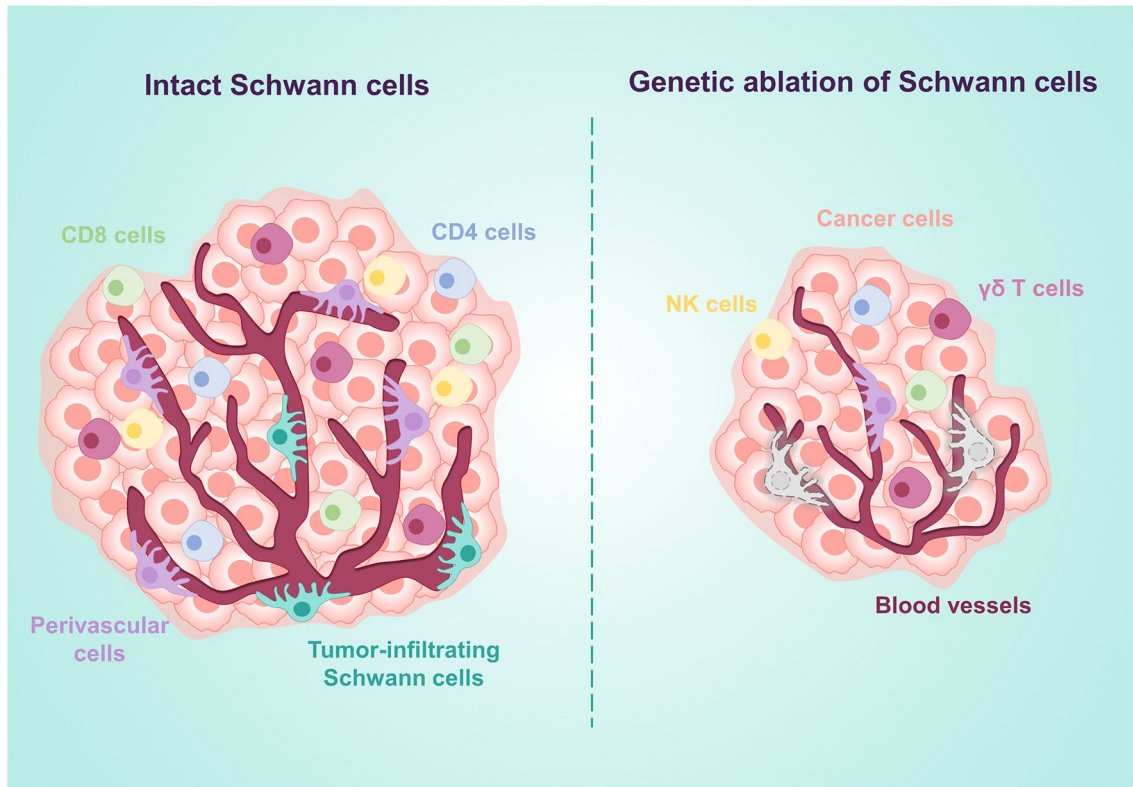 Intact Schwann cells
Genetic ablation of Schwann cells
CD8 cells
CD4 cells
Perivascular
cells
Tumor-infiltrating
Schwann cells
Cancer cells
NK cells
γδ T cells
Blood vessels